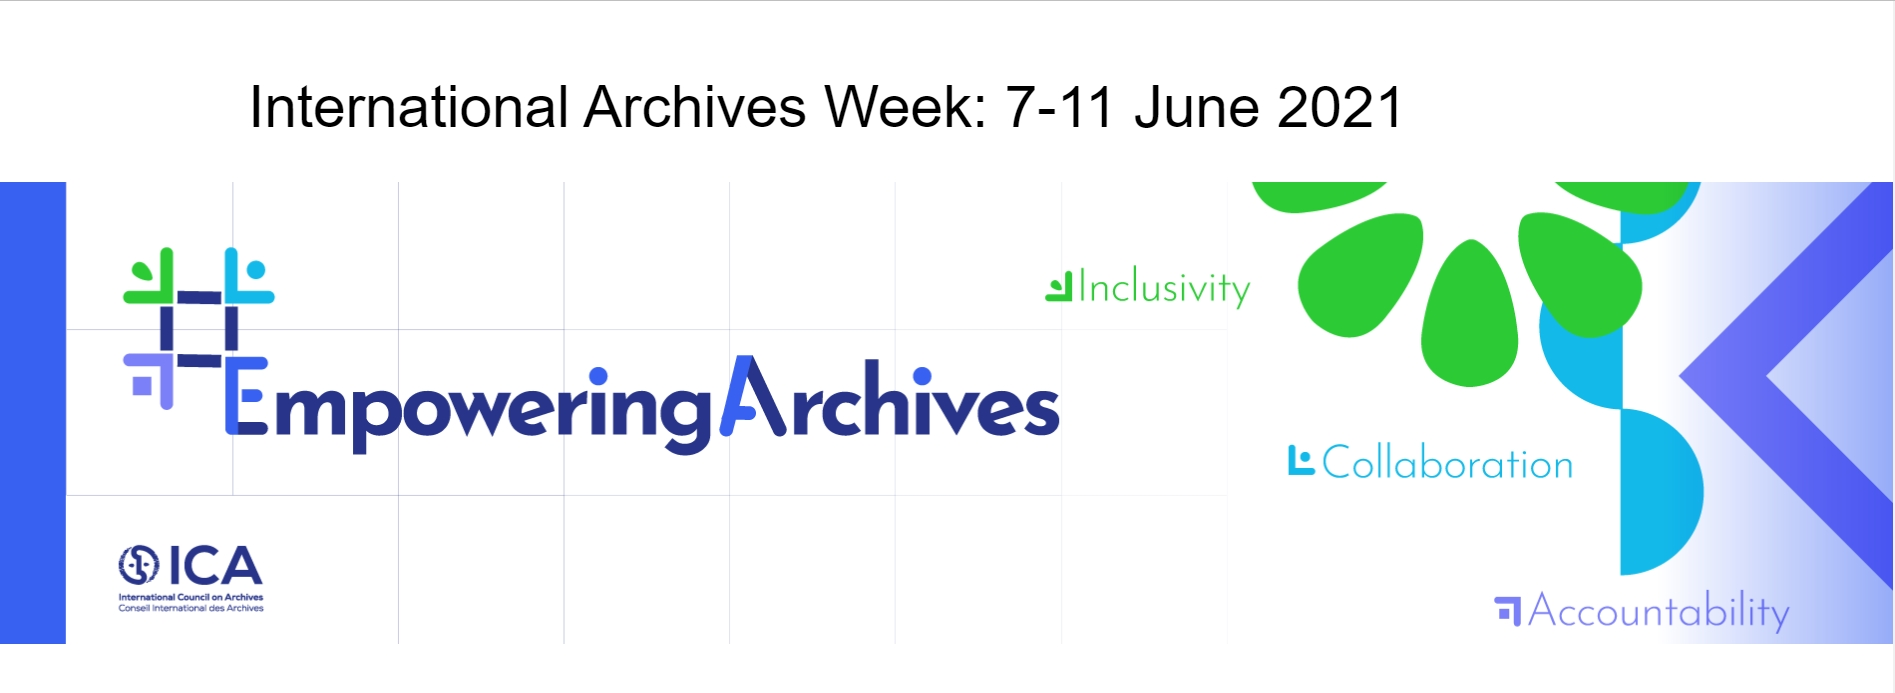 International Archives Week: 7-11 June 2021
Inclusivity
#EmpoweringArchives
Collaboration
ICA
International Council on Archives
Conseil International des Archives
Accountability